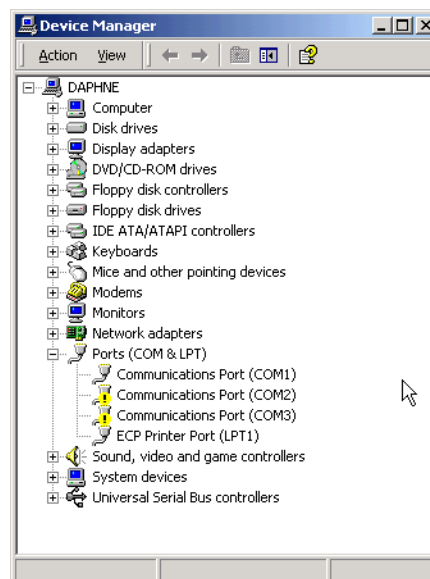 Device Manager
Action View
DAPHNE
Computer
Disk drives
Display adapters
DVD/CD-ROM drives
Floppy disk controllers
Floppy disk drives
IDE ATA/ATAPI controllers
Keyboards
Mice and other pointing devices
Modems
Monitors
Network adapters
Ports (COM & LPT)
Communications Port (COM1)
Communications Port (COM2)
Communications Port (COM3)
ECP Printer Port (LPT1)
Sound, video and game controllers
System devices
Universal Serial Bus controllers